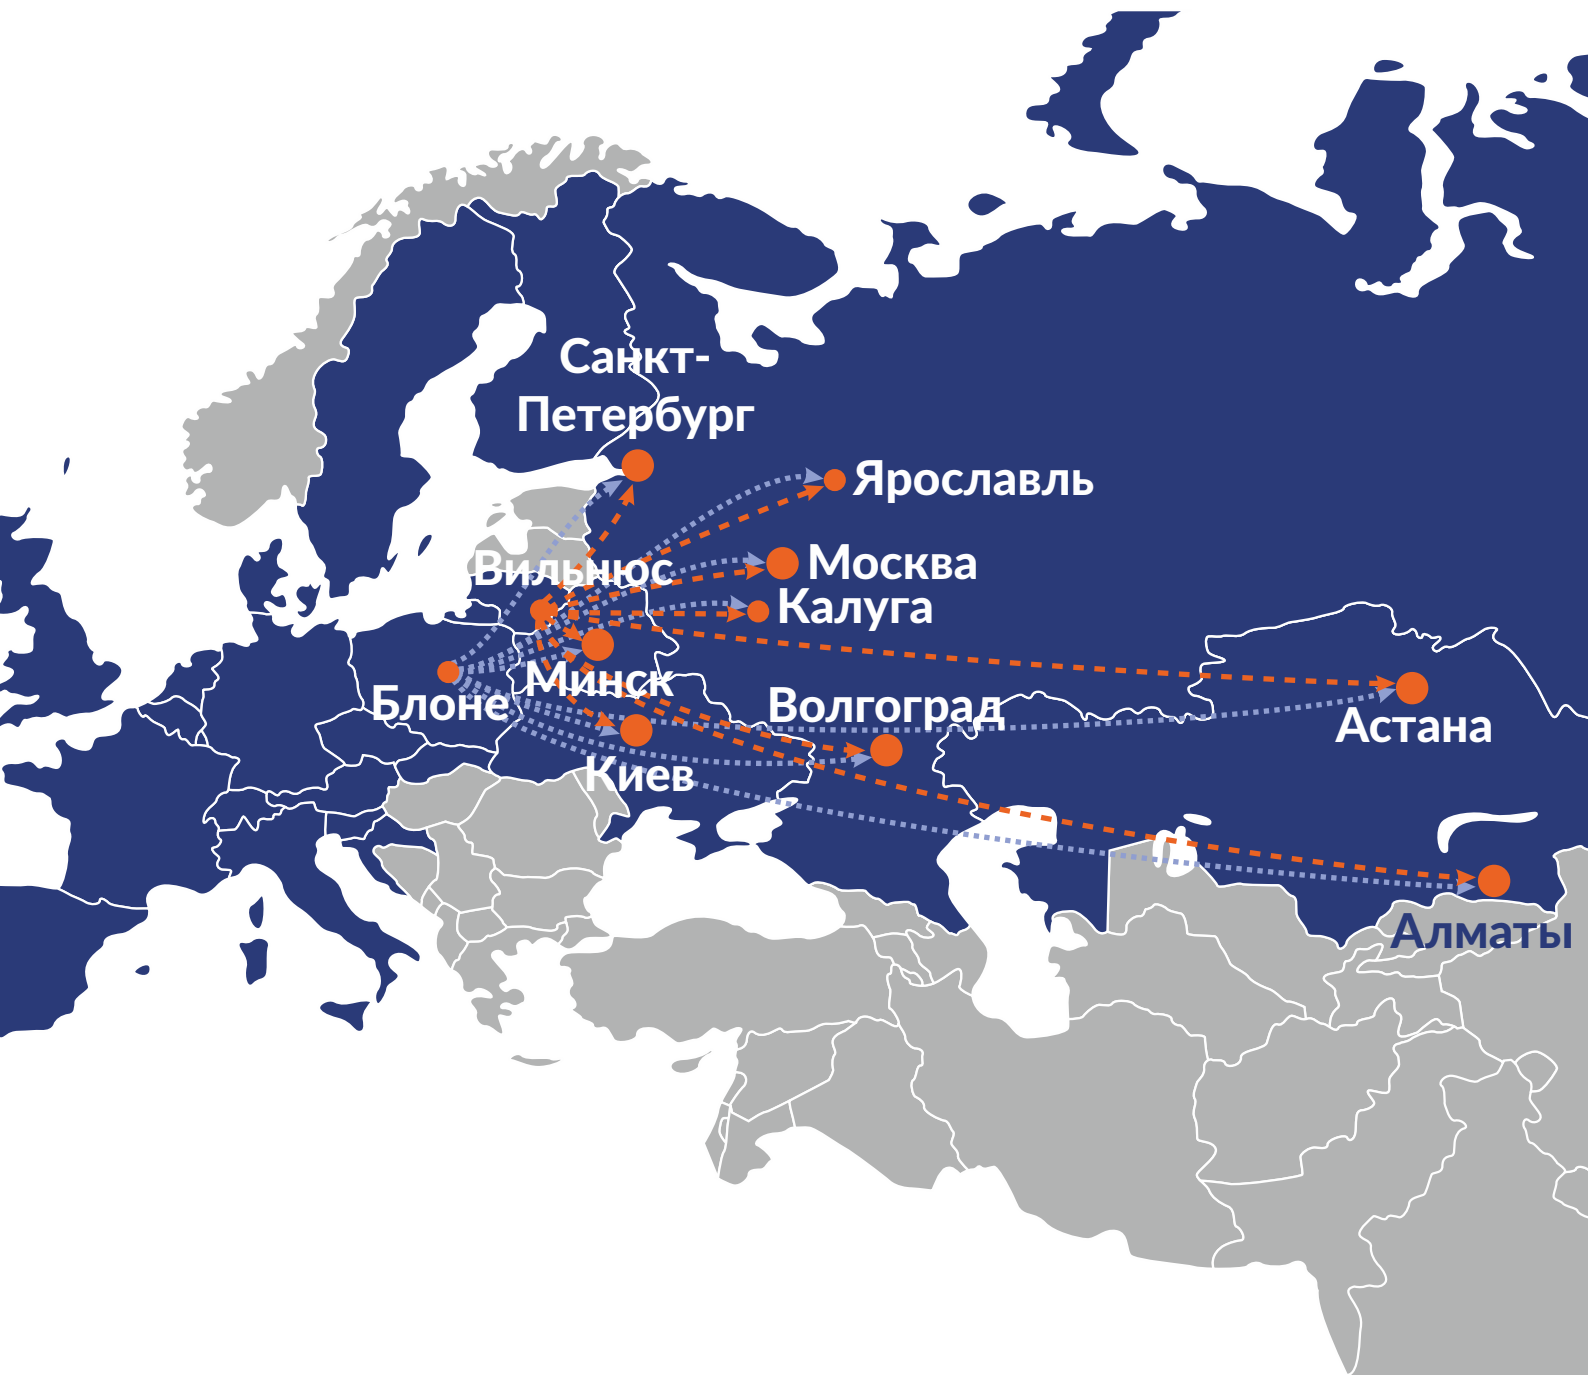 Санкт-
Петербург
Ярославль
Москва
Вильнюс
Калуга
Минск
Блоне
Волгоград
Астана
Киев
Алматы